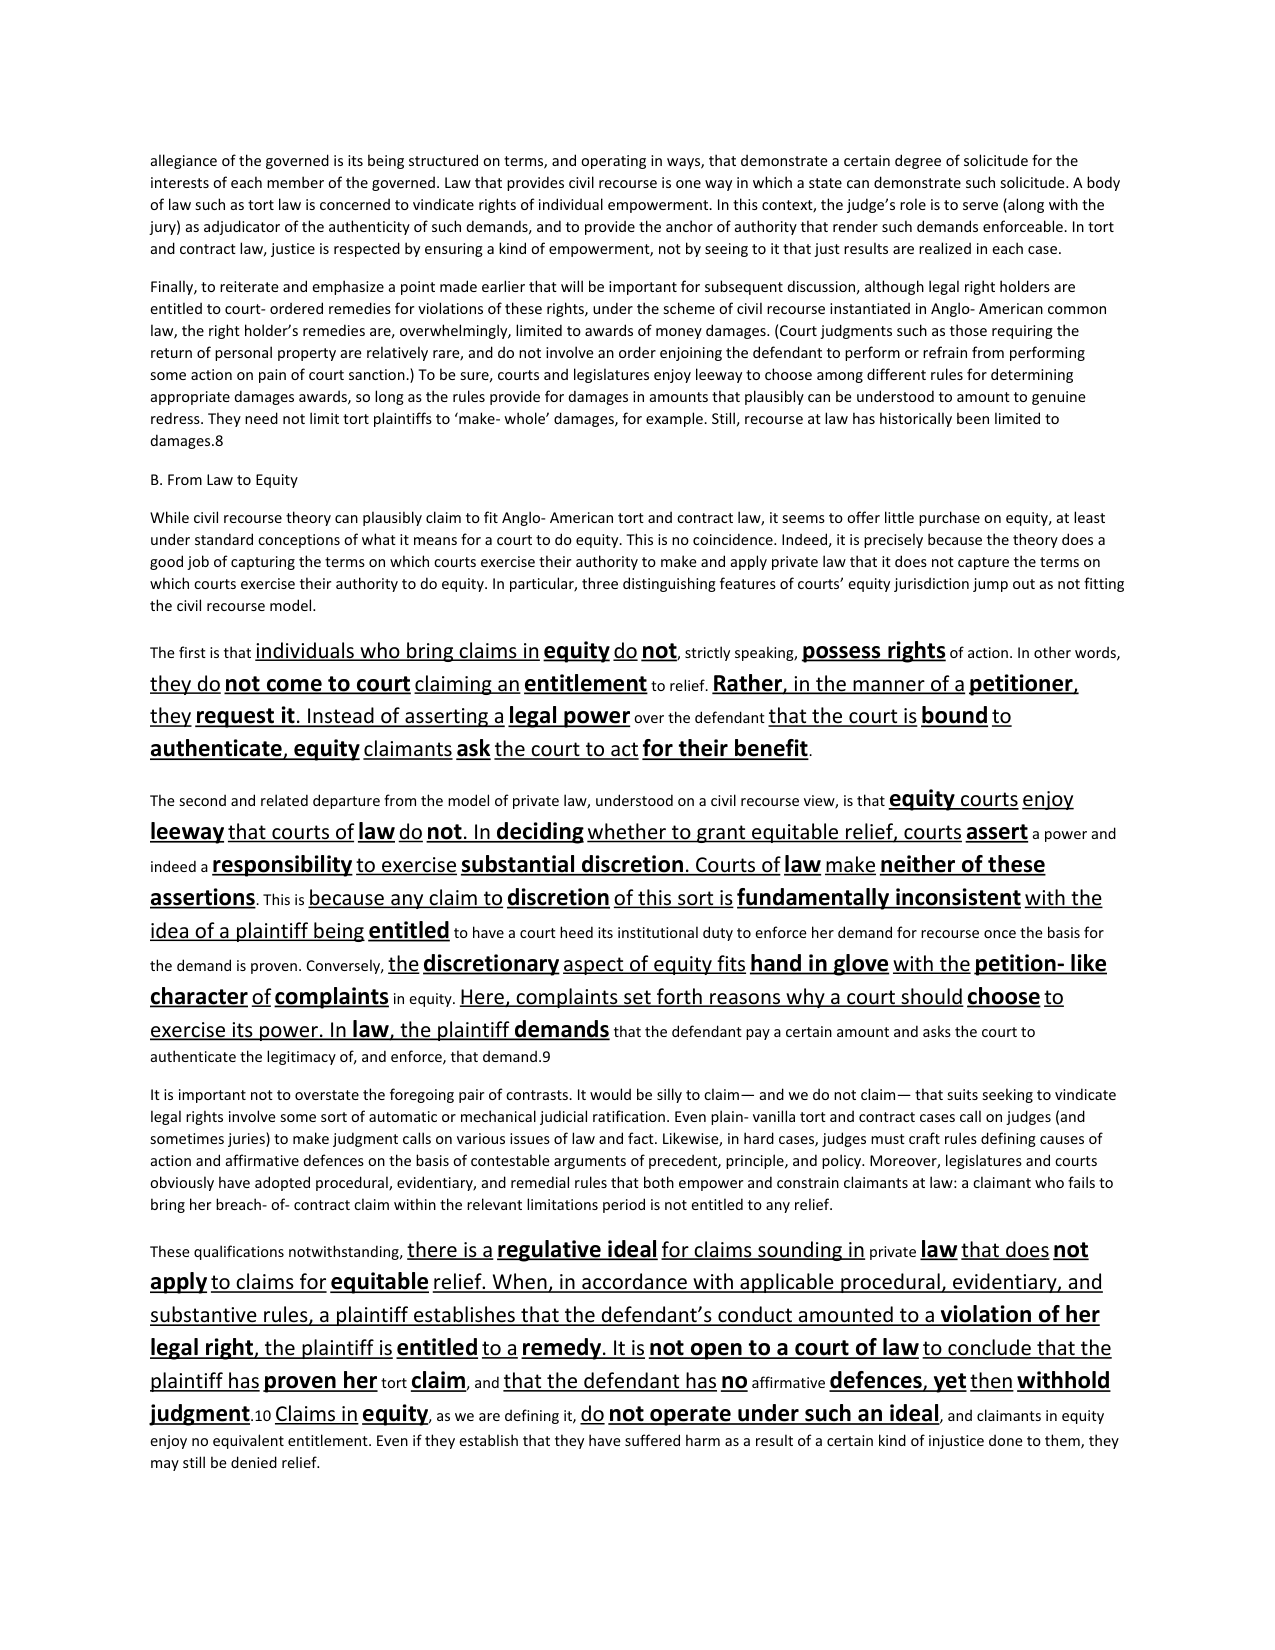 allegiance of the governed is its being structured on terms, and operating in ways, that demonstrate a certain degree of solicitude for the
interests of each member of the governed. Law that provides civil recourse is one way in which a state can demonstrate such solicitude. A body
of law such as tort law is concerned to vindicate rights of individual empowerment. In this context, the judge’s role is to serve (along with the
jury) as adjudicator of the authenticity of such demands, and to provide the anchor of authority that render such demands enforceable. In tort
and contract law, justice is respected by ensuring a kind of empowerment, not by seeing to it that just results are realized in each case.
Finally, to reiterate and emphasize a point made earlier that will be important for subsequent discussion, although legal right holders are
entitled to court- ordered remedies for violations of these rights, under the scheme of civil recourse instantiated in Anglo- American common
law, the right holder’s remedies are, overwhelmingly, limited to awards of money damages. (Court judgments such as those requiring the
return of personal property are relatively rare, and do not involve an order enjoining the defendant to perform or refrain from performing
some action on pain of court sanction.) To be sure, courts and legislatures enjoy leeway to choose among different rules for determining
appropriate damages awards, so long as the rules provide for damages in amounts that plausibly can be understood to amount to genuine
redress. They need not limit tort plaintiffs to ‘make- whole’ damages, for example. Still, recourse at law has historically been limited to
damages.8
B. From Law to Equity
While civil recourse theory can plausibly claim to fit Anglo- American tort and contract law, it seems to offer little purchase on equity, at least
under standard conceptions of what it means for a court to do equity. This is no coincidence. Indeed, it is precisely because the theory does a
good job of capturing the terms on which courts exercise their authority to make and apply private law that it does not capture the terms on
which courts exercise their authority to do equity. In particular, three distinguishing features of courts’ equity jurisdiction jump out as not fitting
the civil recourse model.
The first is that individuals who bring claims in equity do not, strictly speaking, possess rights of action. In other words,
they do not come to court claiming an entitlement to relief. Rather, in the manner of a petitioner,
they request it. Instead of asserting a legal power over the defendant that the court is bound to
authenticate, equity claimants ask the court to act for their benefit.
The second and related departure from the model of private law, understood on a civil recourse view, is that equity courts enjoy
leeway that courts of law do not. In deciding whether to grant equitable relief, courts assert a power and
indeed a responsibility to exercise substantial discretion. Courts of law make neither of these
assertions. This is because any claim to discretion of this sort is fundamentally inconsistent with the
idea of a plaintiff being entitled to have a court heed its institutional duty to enforce her demand for recourse once the basis for
the demand is proven. Conversely, the discretionary aspect of equity fits hand in glove with the petition- like
character of complaints in equity. Here, complaints set forth reasons why a court should choose to
exercise its power. In law, the plaintiff demands that the defendant pay a certain amount and asks the court to
authenticate the legitimacy of, and enforce, that demand.9
It is important not to overstate the foregoing pair of contrasts. It would be silly to claim— and we do not claim— that suits seeking to vindicate
legal rights involve some sort of automatic or mechanical judicial ratification. Even plain- vanilla tort and contract cases call on judges (and
sometimes juries) to make judgment calls on various issues of law and fact. Likewise, in hard cases, judges must craft rules defining causes of
action and affirmative defences on the basis of contestable arguments of precedent, principle, and policy. Moreover, legislatures and courts
obviously have adopted procedural, evidentiary, and remedial rules that both empower and constrain claimants at law: a claimant who fails to
bring her breach- of- contract claim within the relevant limitations period is not entitled to any relief.
These qualifications notwithstanding, there is a regulative ideal for claims sounding in private law that does not
apply to claims for equitable relief. When, in accordance with applicable procedural, evidentiary, and
substantive rules, a plaintiff establishes that the defendant’s conduct amounted to a violation of her
legal right, the plaintiff is entitled to a remedy. It is not open to a court of law to conclude that the
plaintiff has proven her tort claim, and that the defendant has no affirmative defences, yet then withhold
judgment.10 Claims in equity, as we are defining it, do not operate under such an ideal, and claimants in equity
enjoy no equivalent entitlement. Even if they establish that they have suffered harm as a result of a certain kind of injustice done to them, they
may still be denied relief.